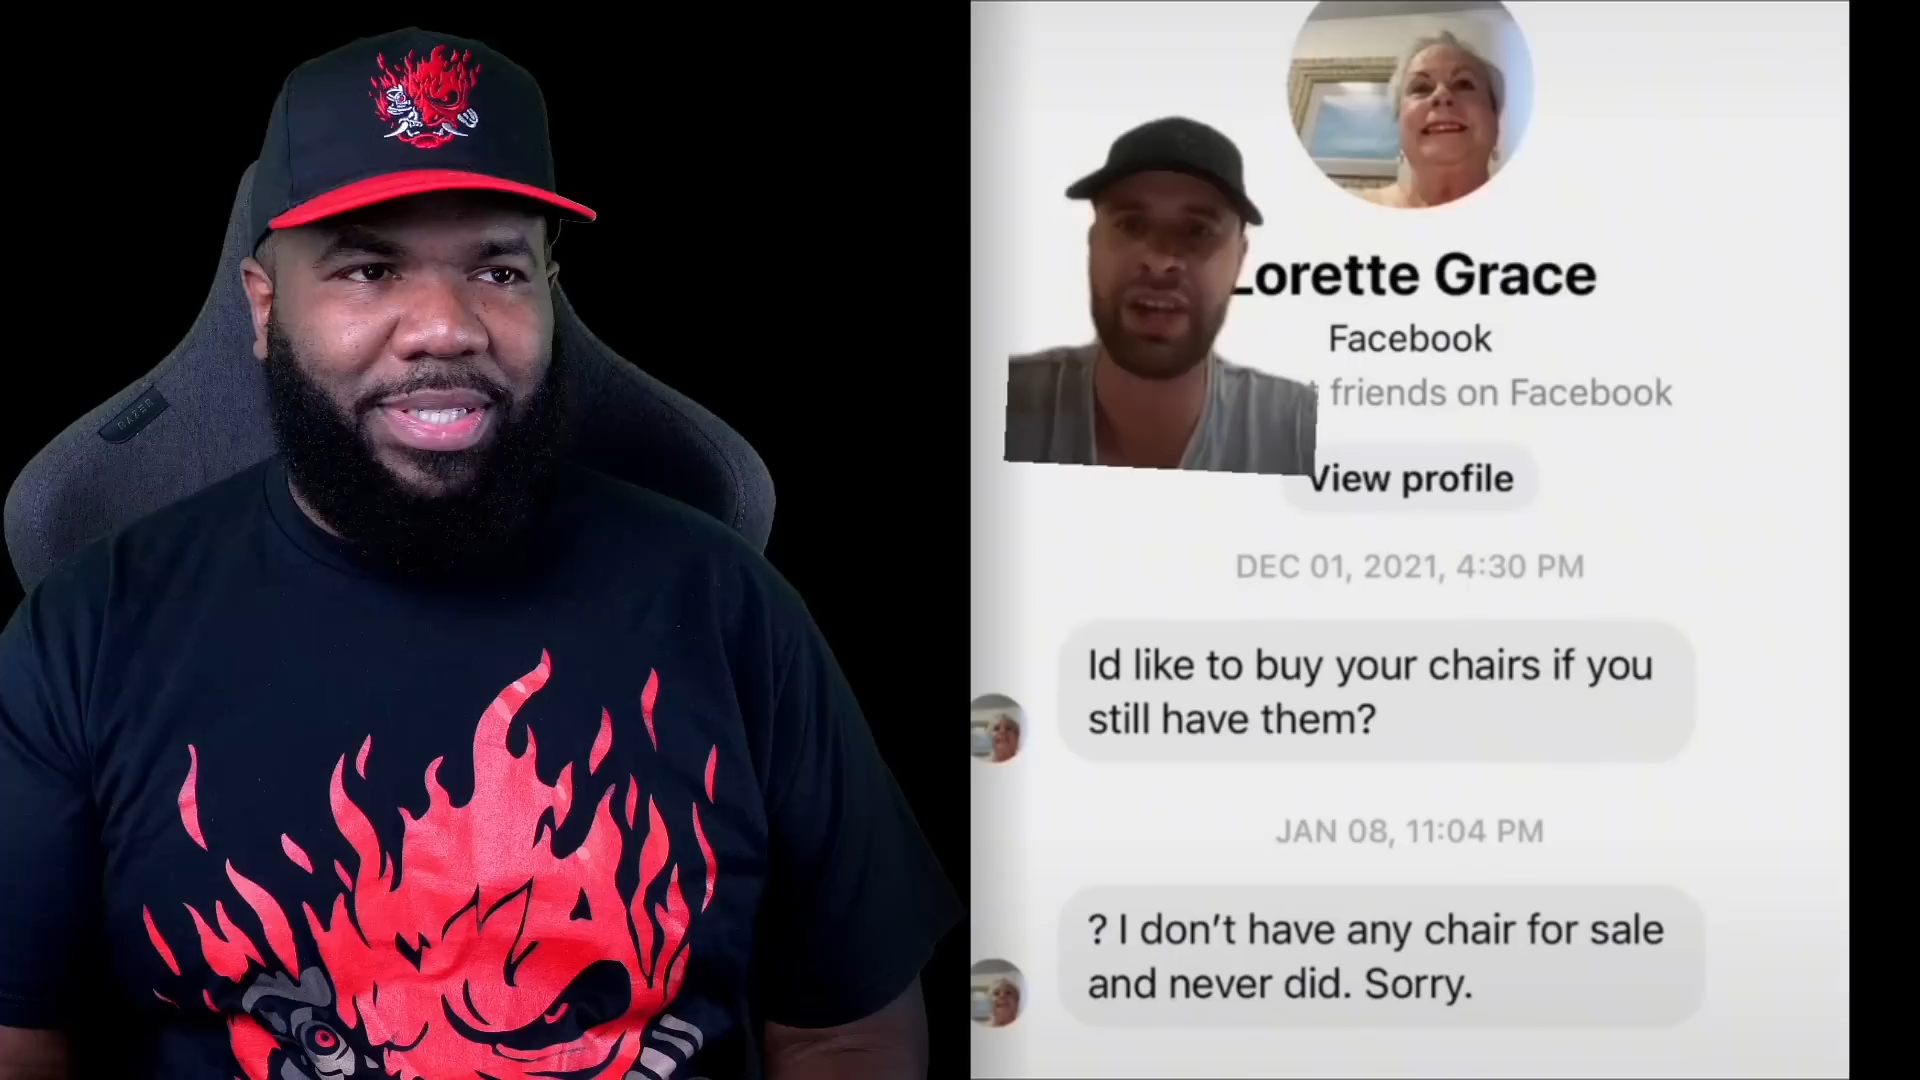 RAZER
Lorette Grace
Facebook
friends on Facebook
View profile
DEC 01, 2021, 4:30 PM
Id like to buy your chairs if you
still have them?
JAN 08, 11:04 PM
? I don't have any chair for sale
and never did. Sorry.